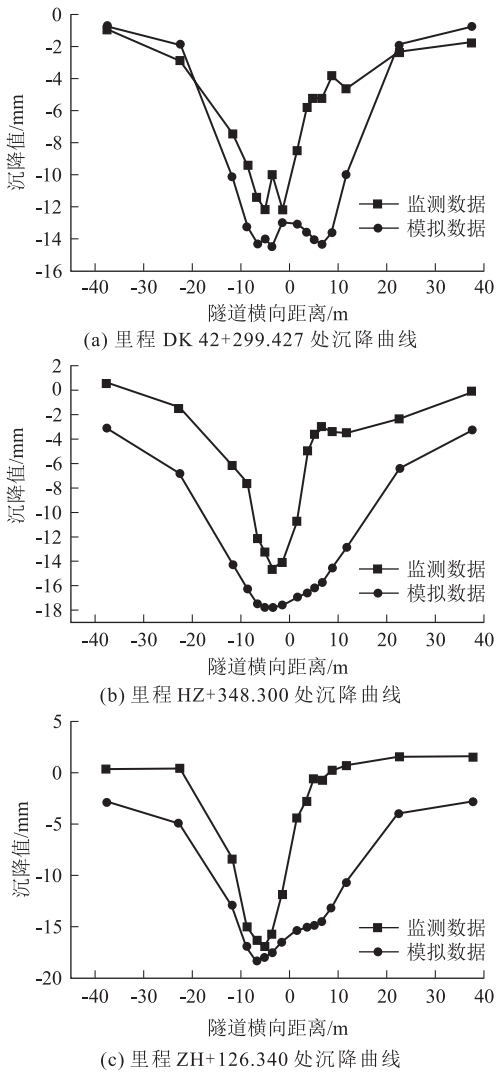 0
-2
-4
-6
-8
-10
-12
-14
-16
沉降值/mm
监测数据
模拟数据
-40 -30 -20 -10 0 10 20 30 40
隧道横向距离/m
(a) 里程 DK 42+299.427 处沉降曲线
2
0
-2
-4
-6
-8
-10
-12
-14
-16
-18
沉降值/mm
监测数据
模拟数据
-40 -30 -20 -10 0 10 20 30 40
隧道横向距离/m
(b) 里程 HZ+348.300 处沉降曲线
5
0
-5
-10
-15
-20
沉降值/mm
监测数据
模拟数据
-40 -30 -20 -10 0 10 20 30 40
隧道横向距离/m
(c) 里程 ZH+126.340 处沉降曲线